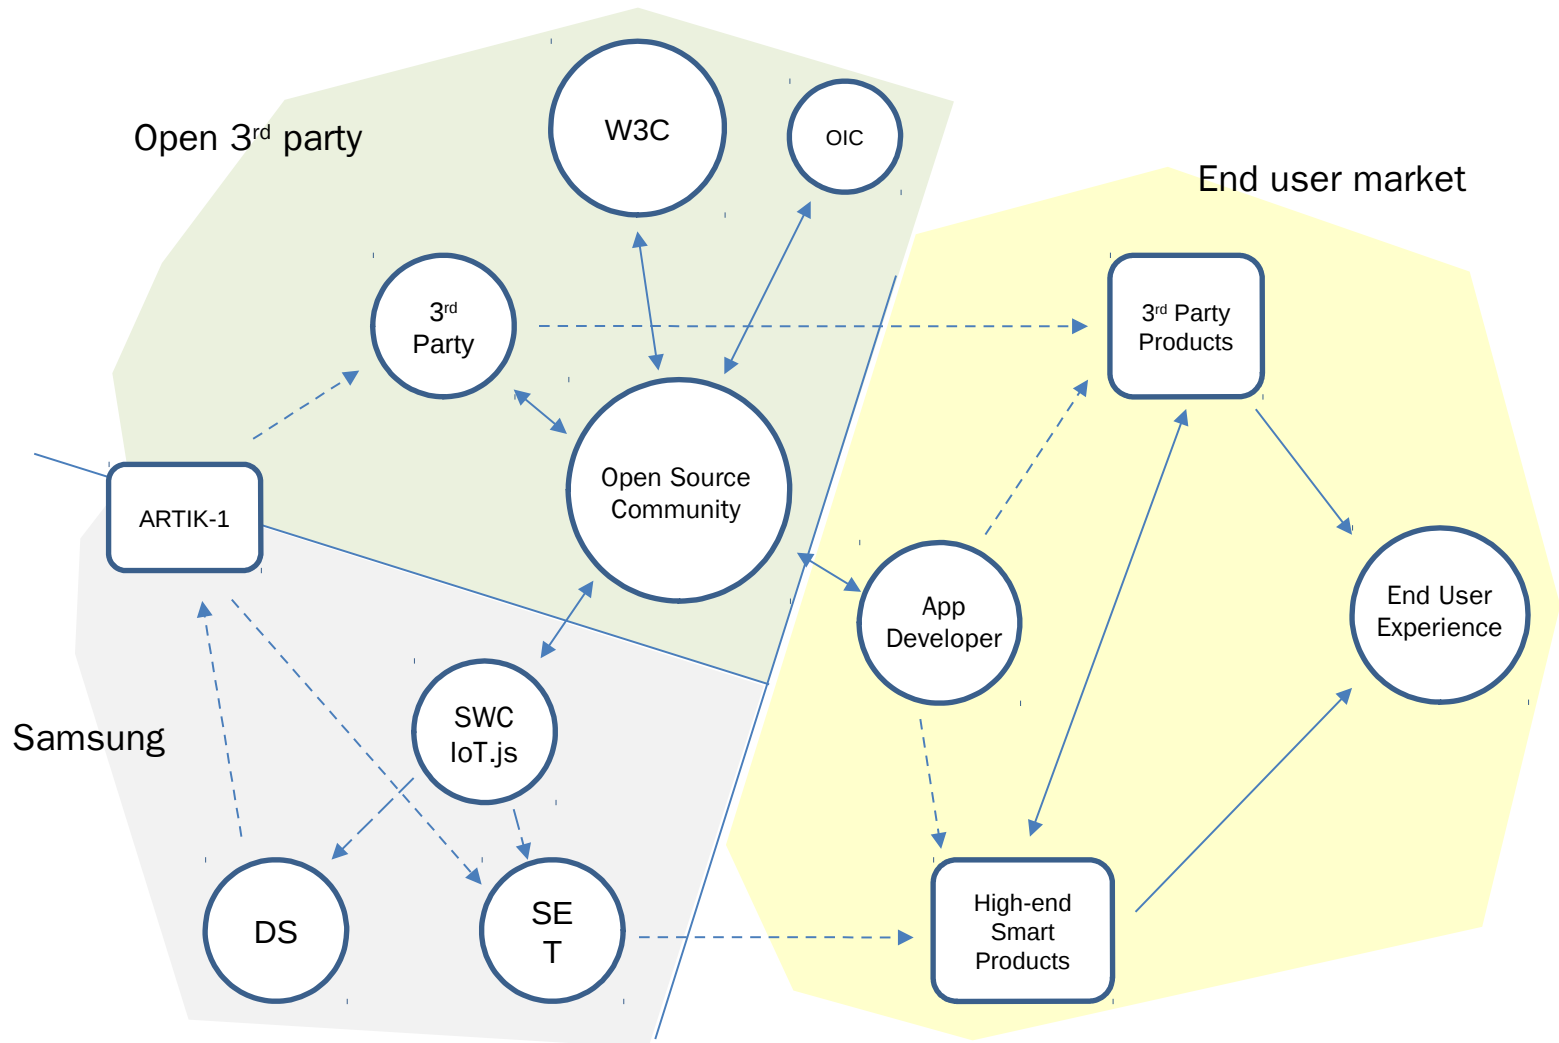 W3C
OIC
Open 3rd party
End user market
3rd
Party
3rd Party
Products
Open Source
Community
ARTIK-1
App
Developer
End User
Experience
SWC
IoT.js
Samsung
DS
SE
T
High-end
Smart
Products